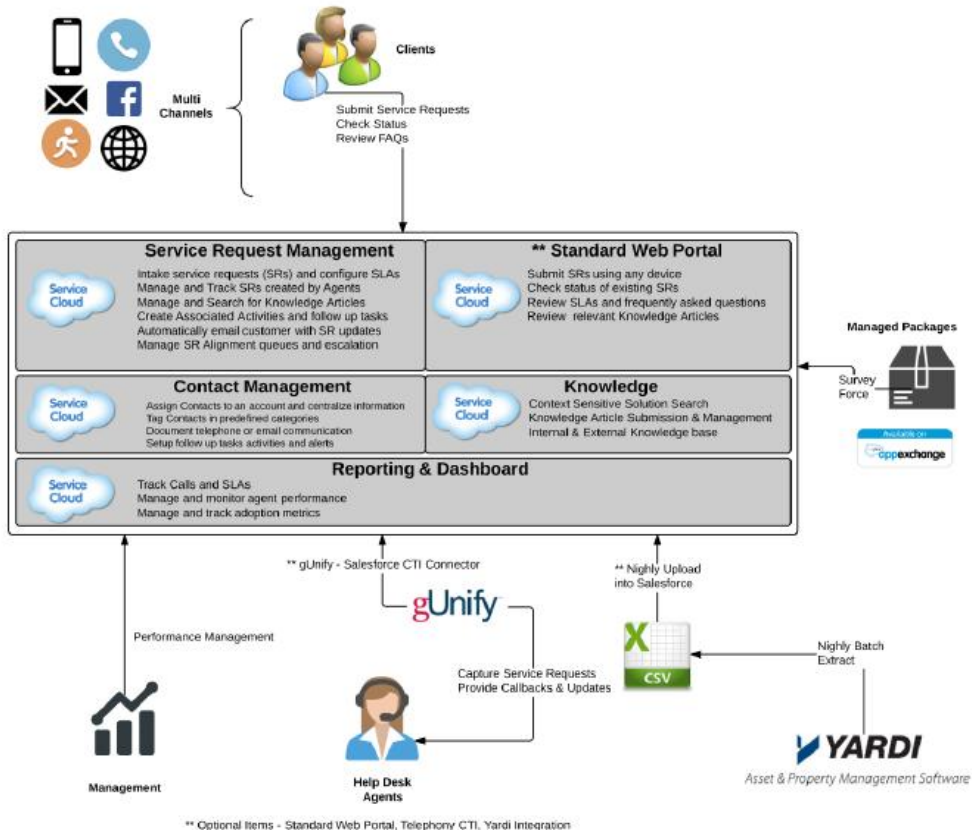 Clients
Multi
Channels
Submit Service Requests
Check Status
Review FAQs
Service Request Management
Service
Cloud
Intake service requests (SRs) and configure SLAs
Manage and Track SRs created by Agents
Manage and Search for Knowledge Articles
Create Associated Activities and follow up tasks
Automatically email customer with SR updates
Manage SR Alignment queues and escalation
** Standard Web Portal
Service
Cloud
Submit SRs using any device
Check status of existing SRs
Review SLAs and frequently asked questions
Review relevant Knowledge Articles
Contact Management
Service
Cloud
Assign Contacts to an account and centralize information
Tag Contacts in predefined categories
Document telephone or email communication
Setup follow up tasks activities and alerts
Knowledge
Service
Cloud
Context Sensitive Solution Search
Knowledge Article Submission & Management
Internal & External Knowledge base
Reporting & Dashboard
Service
Cloud
Track Calls and SLAs
Manage and monitor agent performance
Manage and track adoption metrics
Managed Packages
Survey
Force
Available on
appexchange
** gUnify - Salesforce CTI Connector
gUnify
** Nighly Upload
into Salesforce
Performance Management
Capture Service Requests
Provide Callbacks & Updates
X
CSV
Nighly Batch
Extract
YARDI
Asset & Property Management Software
Management
Help Desk
Agents
** Optional Items - Standard Web Portal, Telephony CTI, Yardi Integration